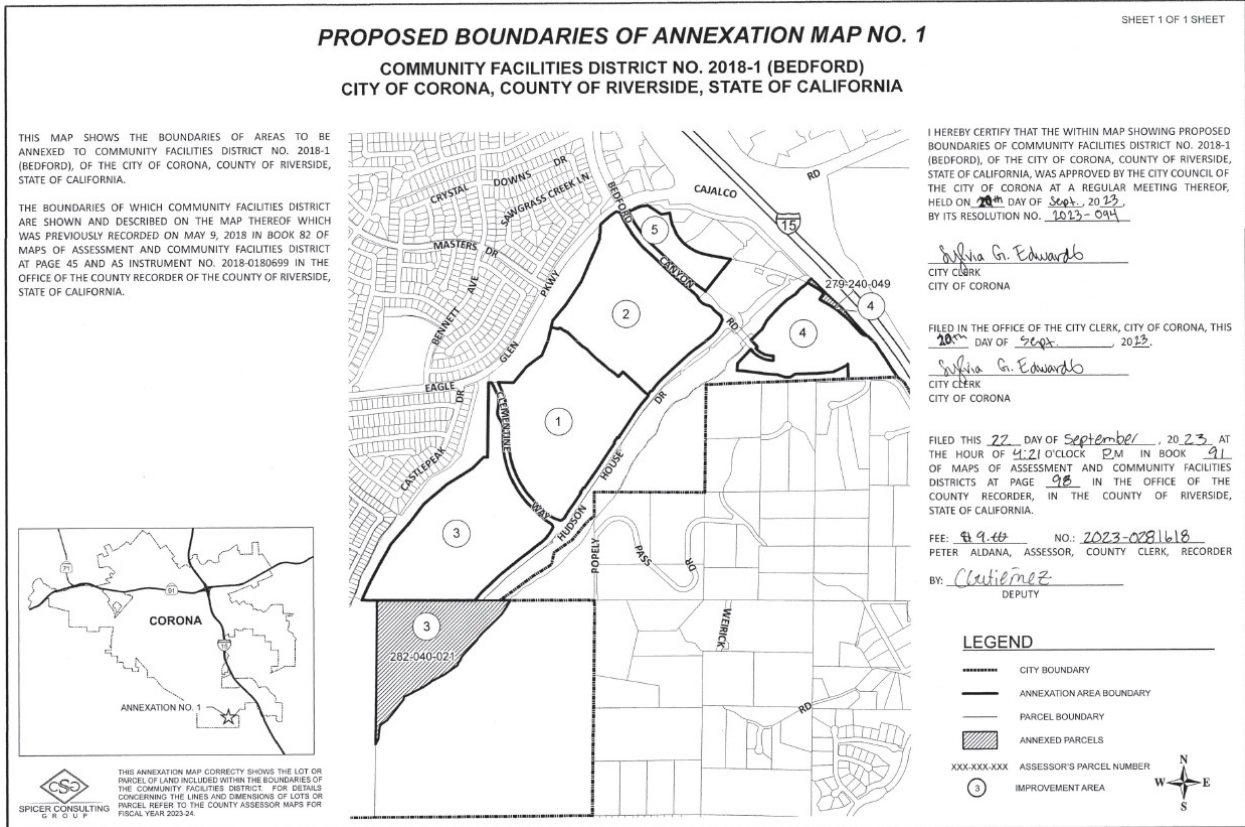 SHEET 1 OF 1 SHEET
PROPOSED BOUNDARIES OF ANNEXATION MAP NO. 1
COMMUNITY FACILITIES DISTRICT NO. 2018-1 (BEDFORD)
CITY OF CORONA, COUNTY OF RIVERSIDE, STATE OF CALIFORNIA
THIS MAP SHOWS THE BOUNDARIES OF AREAS TO BE
ANNEXED TO COMMUNITY FACILITIES DISTRICT NO. 2018-1
(BEDFORD), OF THE CITY OF CORONA, COUNTY OF RIVERSIDE,
STATE OF CALIFORNIA.
THE BOUNDARIES OF WHICH COMMUNITY FACILITIES DISTRICT
ARE SHOWN AND DESCRIBED ON THE MAP THEREOF WHICH
WAS PREVIOUSLY RECORDED ON MAY 9, 2018 IN BOOK 82 OF
MAPS OF ASSESSMENT AND COMMUNITY FACILITIES DISTRICT
AT PAGE 45 AND AS INSTRUMENT NO. 2018-0180699 IN THE
OFFICE OF THE COUNTY RECORDER OF THE COUNTY OF RIVERSIDE,
STATE OF CALIFORNIA.
71
91
CORONA
15
ANNEXATION NO. 1
CSG
SPICER CONSULTING
GROUP
THIS ANNEXATION MAP CORRECTY SHOWS THE LOT OR
PARCEL OF LAND INCLUDED WITHIN THE BOUNDARIES OF
THE COMMUNITY FACILITIES DISTRICT. FOR DETAILS
CONCERNING THE LINES AND DIMENSIONS OF LOTS OR
PARCEL REFER TO THE COUNTY ASSESSOR MAPS FOR
FISCAL YEAR 2023-24.
CRYSTAL DOWNS DR
SAWGRASS CREEK LN
MASTERS DR
BENNETT AVE
EAGLE GLEN PKWY
CASTLEPEAK DR
BEDFORD CANYON RD
CAJALCO RD
15
5
2
279-240-049
4
4
1
CLEMENTINE WAY
HUDSON HOUSE DR
3
POPELY
PASS DR
WEIRICK RD
3
282-040-021
I HEREBY CERTIFY THAT THE WITHIN MAP SHOWING PROPOSED
BOUNDARIES OF COMMUNITY FACILITIES DISTRICT NO. 2018-1
(BEDFORD), OF THE CITY OF CORONA, COUNTY OF RIVERSIDE,
STATE OF CALIFORNIA, WAS APPROVED BY THE CITY COUNCIL OF
THE CITY OF CORONA AT A REGULAR MEETING THEREOF,
HELD ON 20th DAY OF Sept., 2023,
BY ITS RESOLUTION NO. 2023-094
Sylvia G. Edwards
CITY CLERK
CITY OF CORONA
FILED IN THE OFFICE OF THE CITY CLERK, CITY OF CORONA, THIS
20th DAY OF Sept. , 2023.
Sylvia G. Edwards
CITY CLERK
CITY OF CORONA
FILED THIS 22 DAY OF September , 2023 AT
THE HOUR OF 4:21 O'CLOCK P.M IN BOOK 91
OF MAPS OF ASSESSMENT AND COMMUNITY FACILITIES
DISTRICTS AT PAGE 98 IN THE OFFICE OF THE
COUNTY RECORDER, IN THE COUNTY OF RIVERSIDE,
STATE OF CALIFORNIA.
FEE: NO.: 2023-0281618
PETER ALDANA, ASSESSOR, COUNTY CLERK, RECORDER
BY:
DEPUTY
LEGEND
CITY BOUNDARY
ANNEXATION AREA BOUNDARY
PARCEL BOUNDARY
ANNEXED PARCELS
XXX-XXX-XXX ASSESSOR'S PARCEL NUMBER
3 IMPROVEMENT AREA
N
W E
S